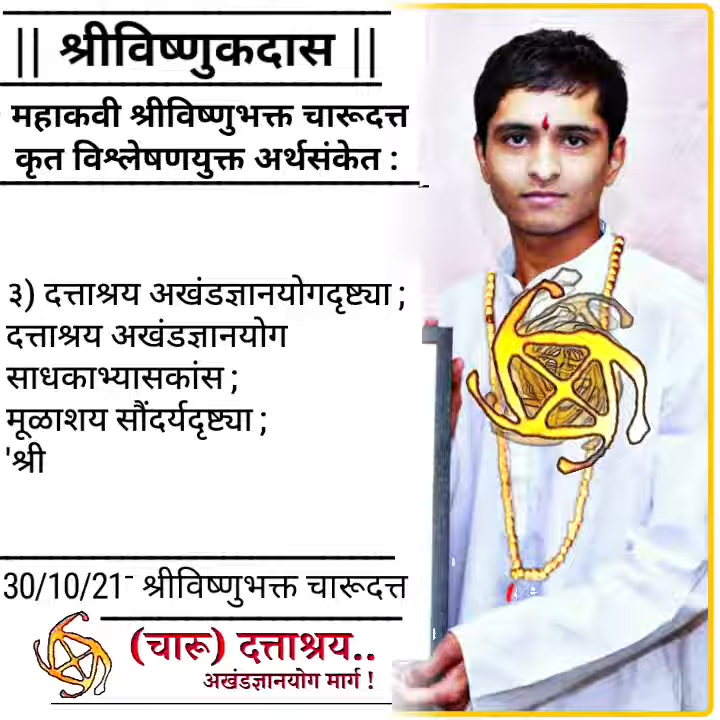 || श्रीविष्णुकदास ||
महाकवी श्रीविष्णुभक्त चारूदत्त
कृत विश्लेषणयुक्त अर्थसंकेत :
३) दत्ताश्रय अखंडज्ञानयोगदृष्ट्या ;
दत्ताश्रय अखंडज्ञानयोग
साधकाभ्यासकांस ;
मूळाशय सौंदर्यदृष्ट्या ;
'श्री
30/10/21- श्रीविष्णुभक्त चारूदत्त
(चारू) दत्ताश्रय..
अखंडज्ञानयोग मार्ग !